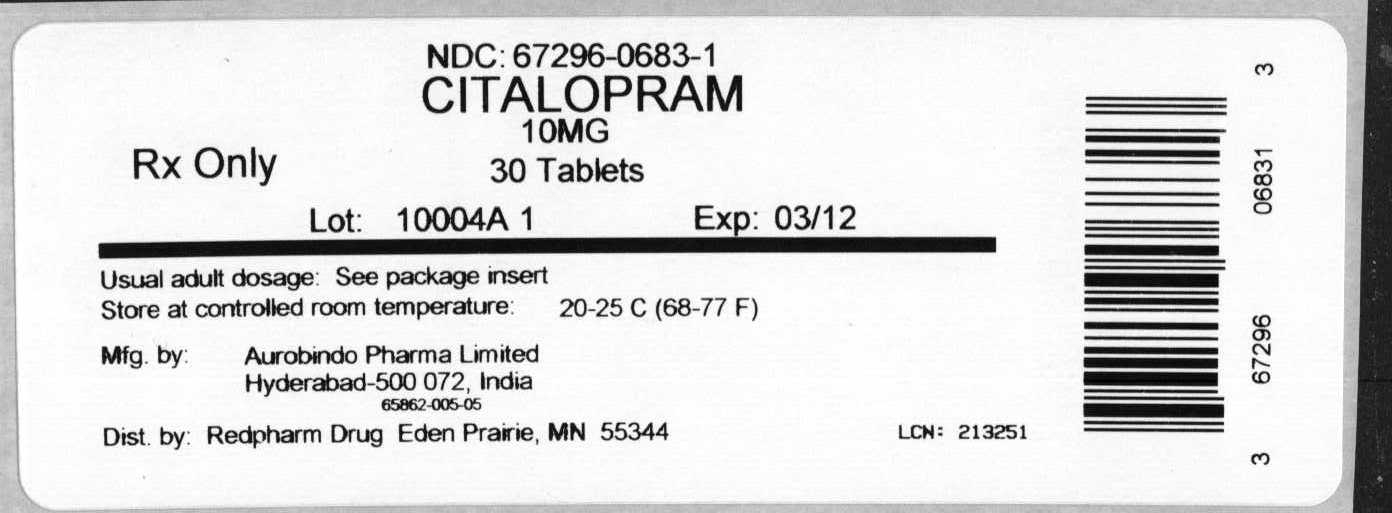 NDC: 67296-0683-1
CITALOPRAM
10MG
Rx Only 30 Tablets
Lot: 10004A 1 Exp: 03/12
Usual adult dosage: See package insert
Store at controlled room temperature: 20-25 C (68-77 F)
Mfg. by: Aurobindo Pharma Limited
Hyderabad-500 072, India
65862-005-05
Dist. by: Redpharm Drug Eden Prairie, MN 55344 LCN: 213251
3 67296 06831 3